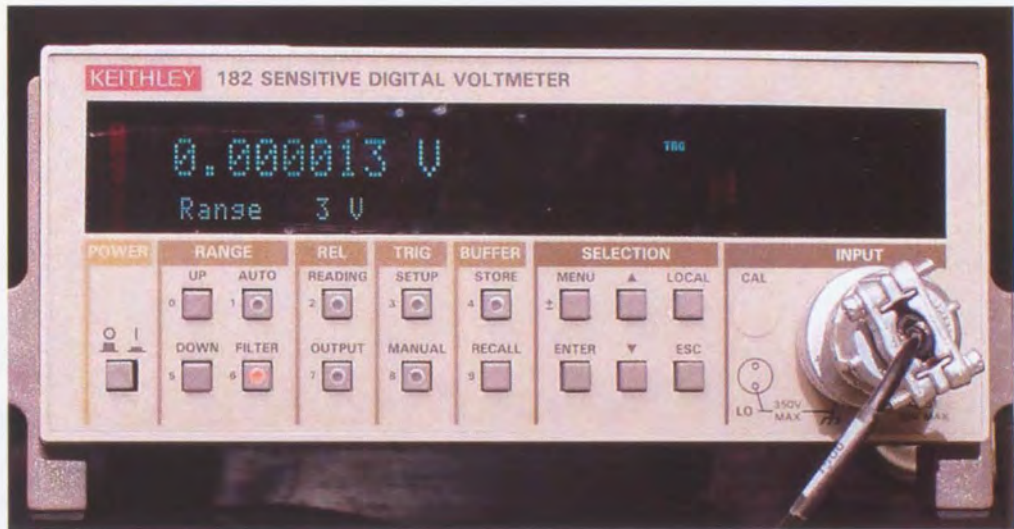 KEITHLEY 182 SENSITIVE DIGITAL VOLTMETER
0.000013 V
TRG
Range 3 V
POWER RANGE REL TRIG BUFFER SELECTION INPUT
UP AUTO READING SETUP STORE MENU ▲ LOCAL CAL
0 1 2 3 4 ±
O I
DOWN FILTER OUTPUT MANUAL RECALL ENTER ▼ ESC
5 6 7 8 9
LO 350V MAX
MAX